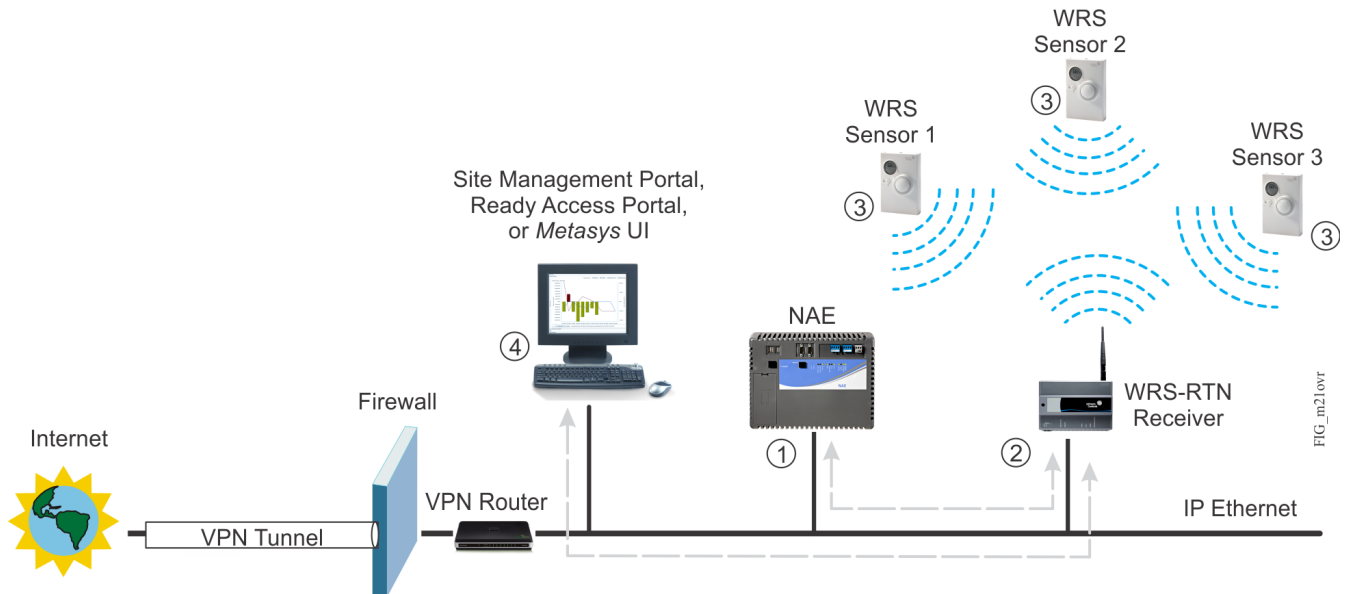 WRS
Sensor 2
③
WRS
Sensor 1
③
WRS
Sensor 3
③
Site Management Portal,
Ready Access Portal,
or Metasys UI
④
NAE
NAE
①
WRS-RTN
Receiver
②
FIG_m21ovr
Firewall
Internet
VPN Router
VPN Tunnel
IP Ethernet